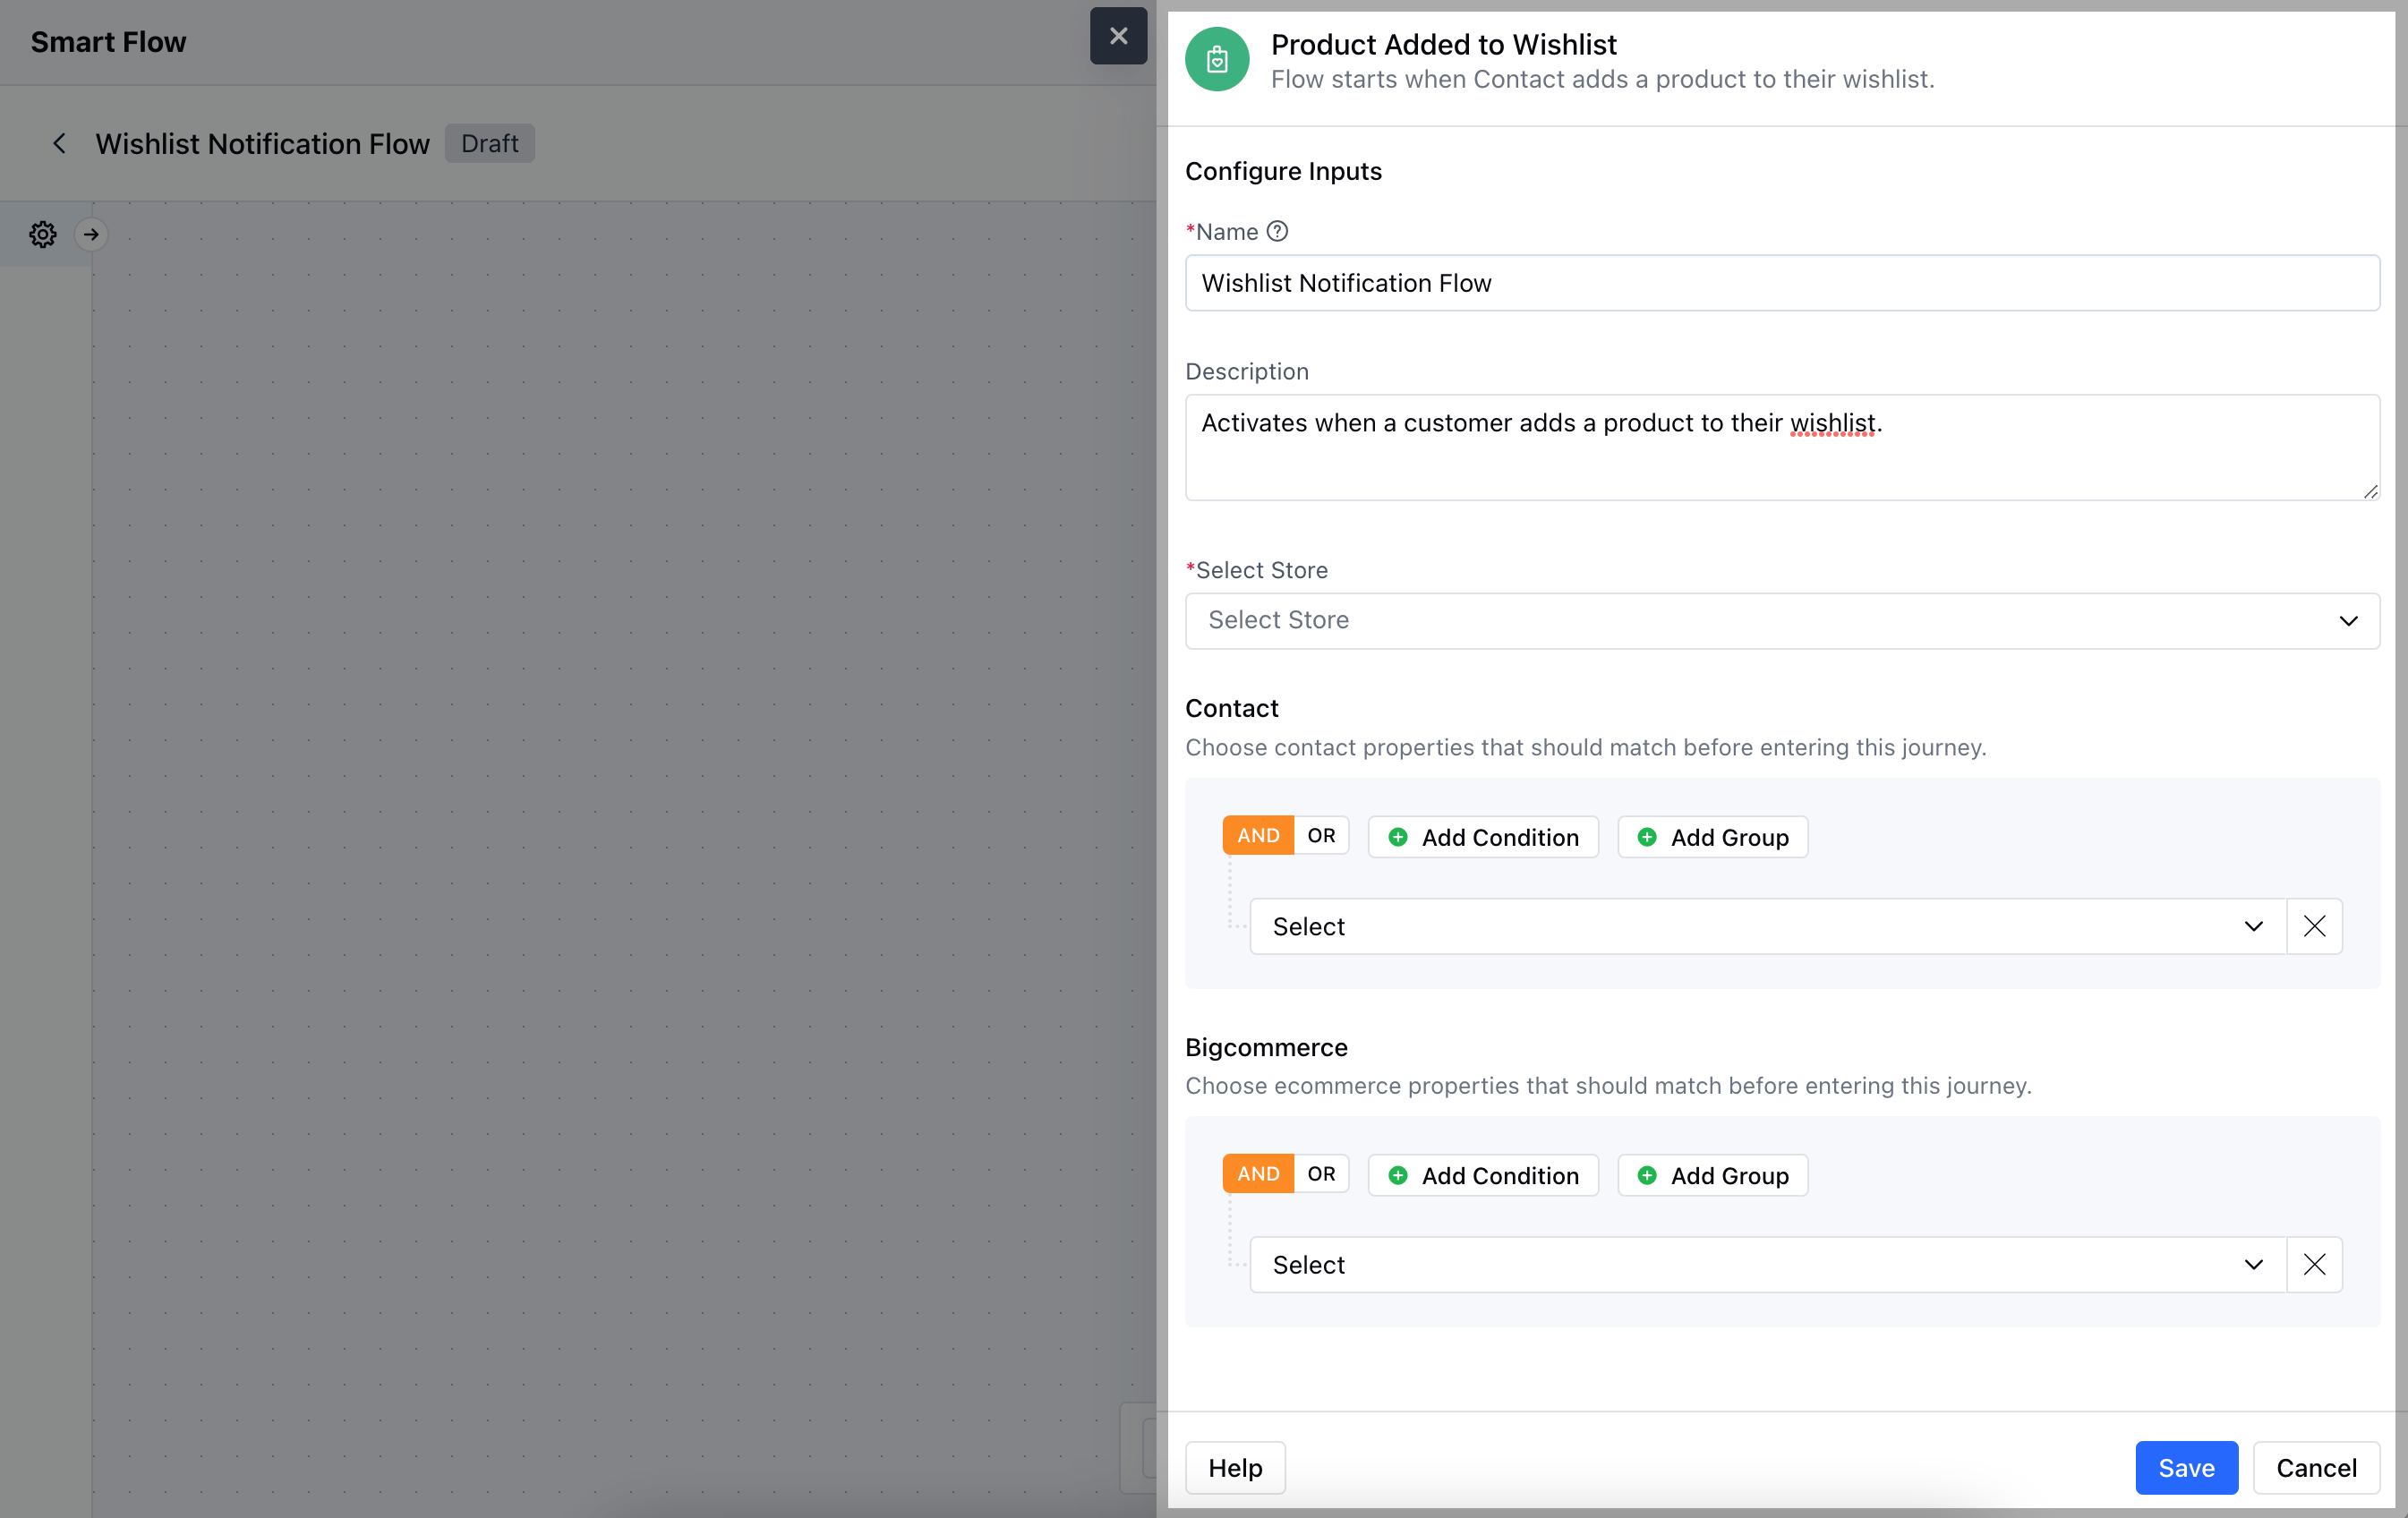 Smart Flow
Wishlist Notification Flow Draft
Product Added to Wishlist
Flow starts when Contact adds a product to their wishlist.
Configure Inputs
*Name
Wishlist Notification Flow
Description
Activates when a customer adds a product to their wishlist.
*Select Store
Select Store
Contact
Choose contact properties that should match before entering this journey.
AND OR Add Condition Add Group
Select
Bigcommerce
Choose ecommerce properties that should match before entering this journey.
AND OR Add Condition Add Group
Select
Help Save Cancel